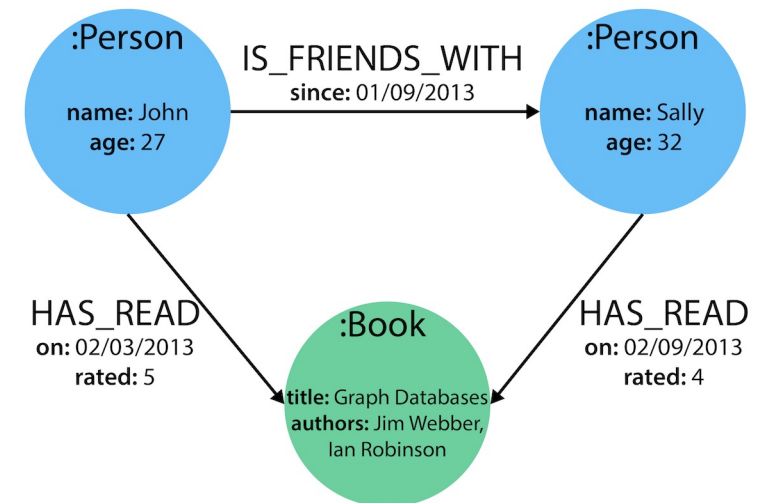 :Person
name: John
age: 27
IS_FRIENDS_WITH
since: 01/09/2013
:Person
name: Sally
age: 32
HAS_READ
on: 02/03/2013
rated: 5
:Book
title: Graph Databases
authors: Jim Webber,
Ian Robinson
HAS_READ
on: 02/09/2013
rated: 4